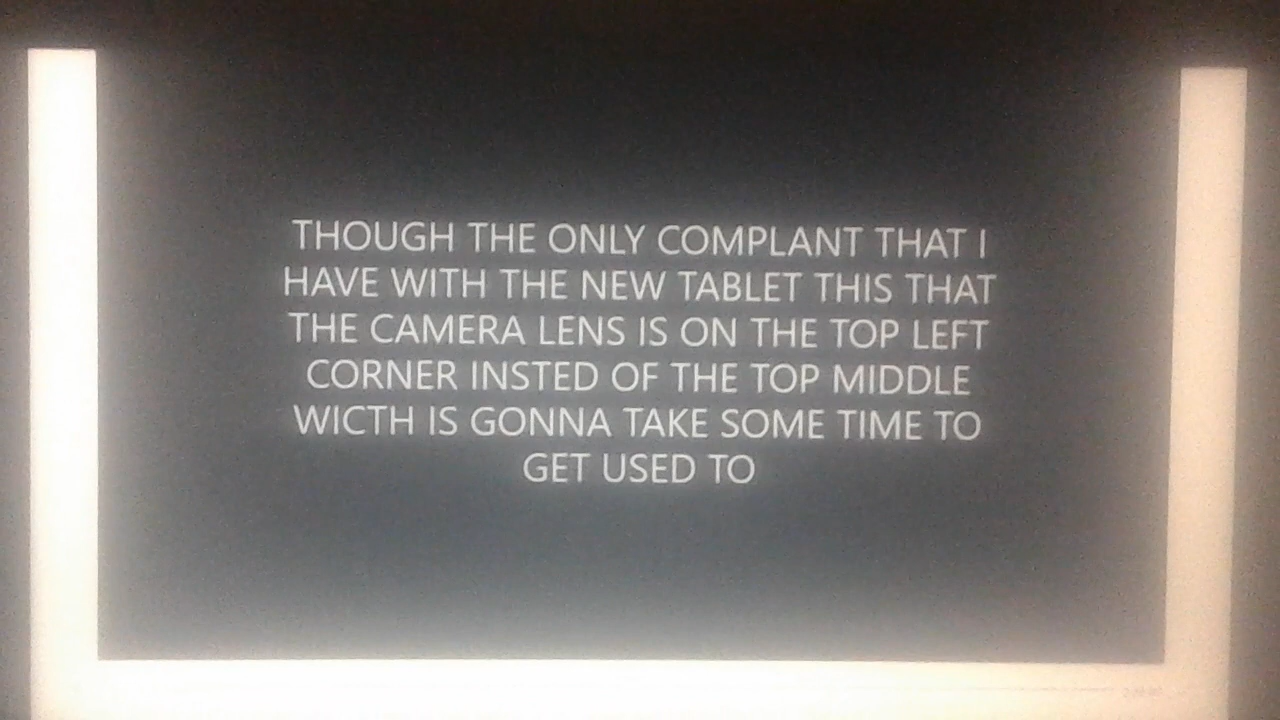 THOUGH THE ONLY COMPLANT THAT I
HAVE WITH THE NEW TABLET THIS THAT
THE CAMERA LENS IS ON THE TOP LEFT
CORNER INSTED OF THE TOP MIDDLE
WICTH IS GONNA TAKE SOME TIME TO
GET USED TO